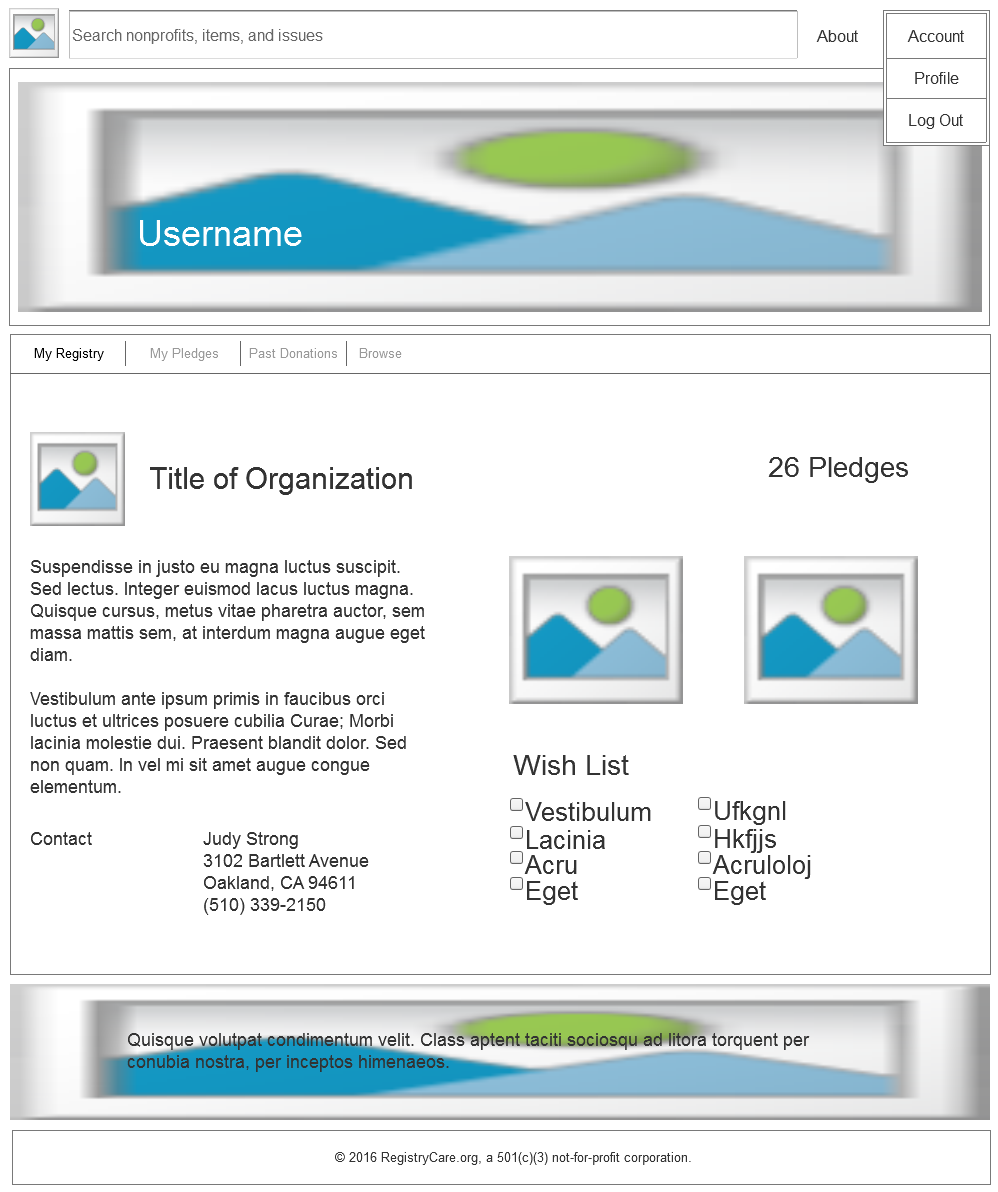 Search nonprofits, items, and issues
About
Account
Profile
Log Out
Username
My Registry
My Pledges
Past Donations
Browse
Title of Organization
26 Pledges
Suspendisse in justo eu magna luctus suscipit.
Sed lectus. Integer euismod lacus luctus magna.
Quisque cursus, metus vitae pharetra auctor, sem
massa mattis sem, at interdum magna augue eget
diam.
Vestibulum ante ipsum primis in faucibus orci
luctus et ultrices posuere cubilia Curae; Morbi
lacinia molestie dui. Praesent blandit dolor. Sed
non quam. In vel mi sit amet augue congue
elementum.
Contact
Judy Strong
3102 Bartlett Avenue
Oakland, CA 94611
(510) 339-2150
Wish List
Vestibulum
Lacinia
Acru
Eget
Ufkgnl
Hkfjjs
Acruloloj
Eget
Quisque volutpat condimentum velit. Class aptent taciti sociosqu ad litora torquent per
conubia nostra, per inceptos himenaeos.
© 2016 RegistryCare.org, a 501(c)(3) not-for-profit corporation.